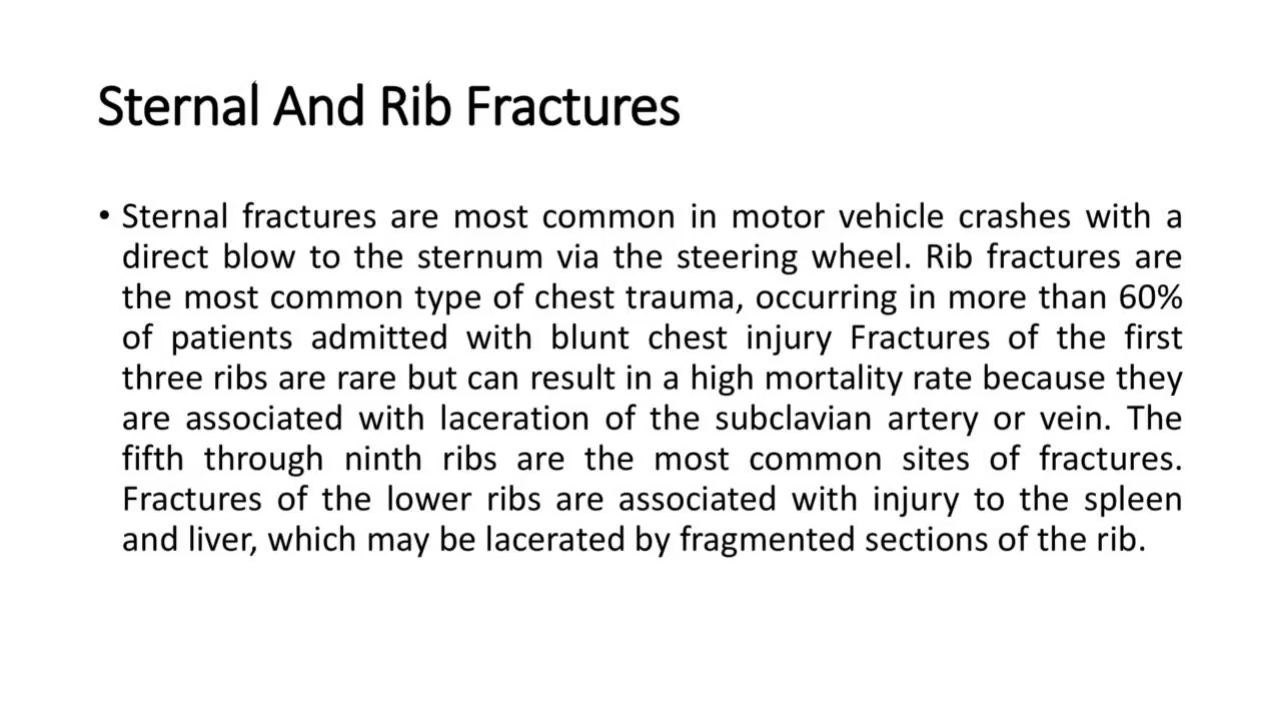 Sternal And Rib Fractures
• Sternal fractures are most common in motor vehicle crashes with a
direct blow to the sternum via the steering wheel. Rib fractures are
the most common type of chest trauma, occurring in more than 60%
of patients admitted with blunt chest injury Fractures of the first
three ribs are rare but can result in a high mortality rate because they
are associated with laceration of the subclavian artery or vein. The
fifth through ninth ribs are the most common sites of fractures.
Fractures of the lower ribs are associated with injury to the spleen
and liver, which may be lacerated by fragmented sections of the rib.